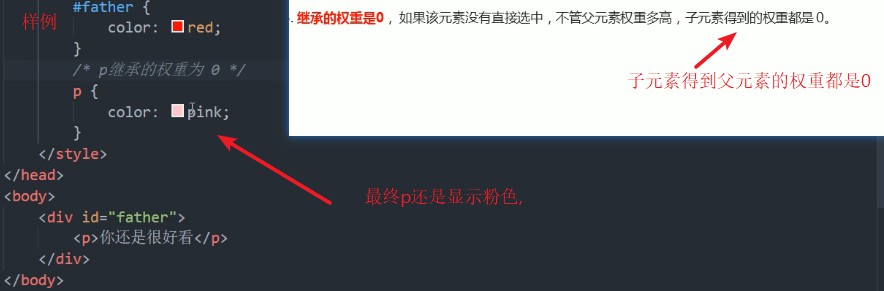 样例
#father {
color: red;
}
/* p继承的权重为 0 */
p {
color: pink;
}
</style>
</head>
<body>
<div id="father">
<p>你还是很好看</p>
</div>
</body>
. 继承的权重是0，如果该元素没有直接选中，不管父元素权重多高，子元素得到的权重都是 0。
子元素得到父元素的权重都是0
最终p还是显示粉色,